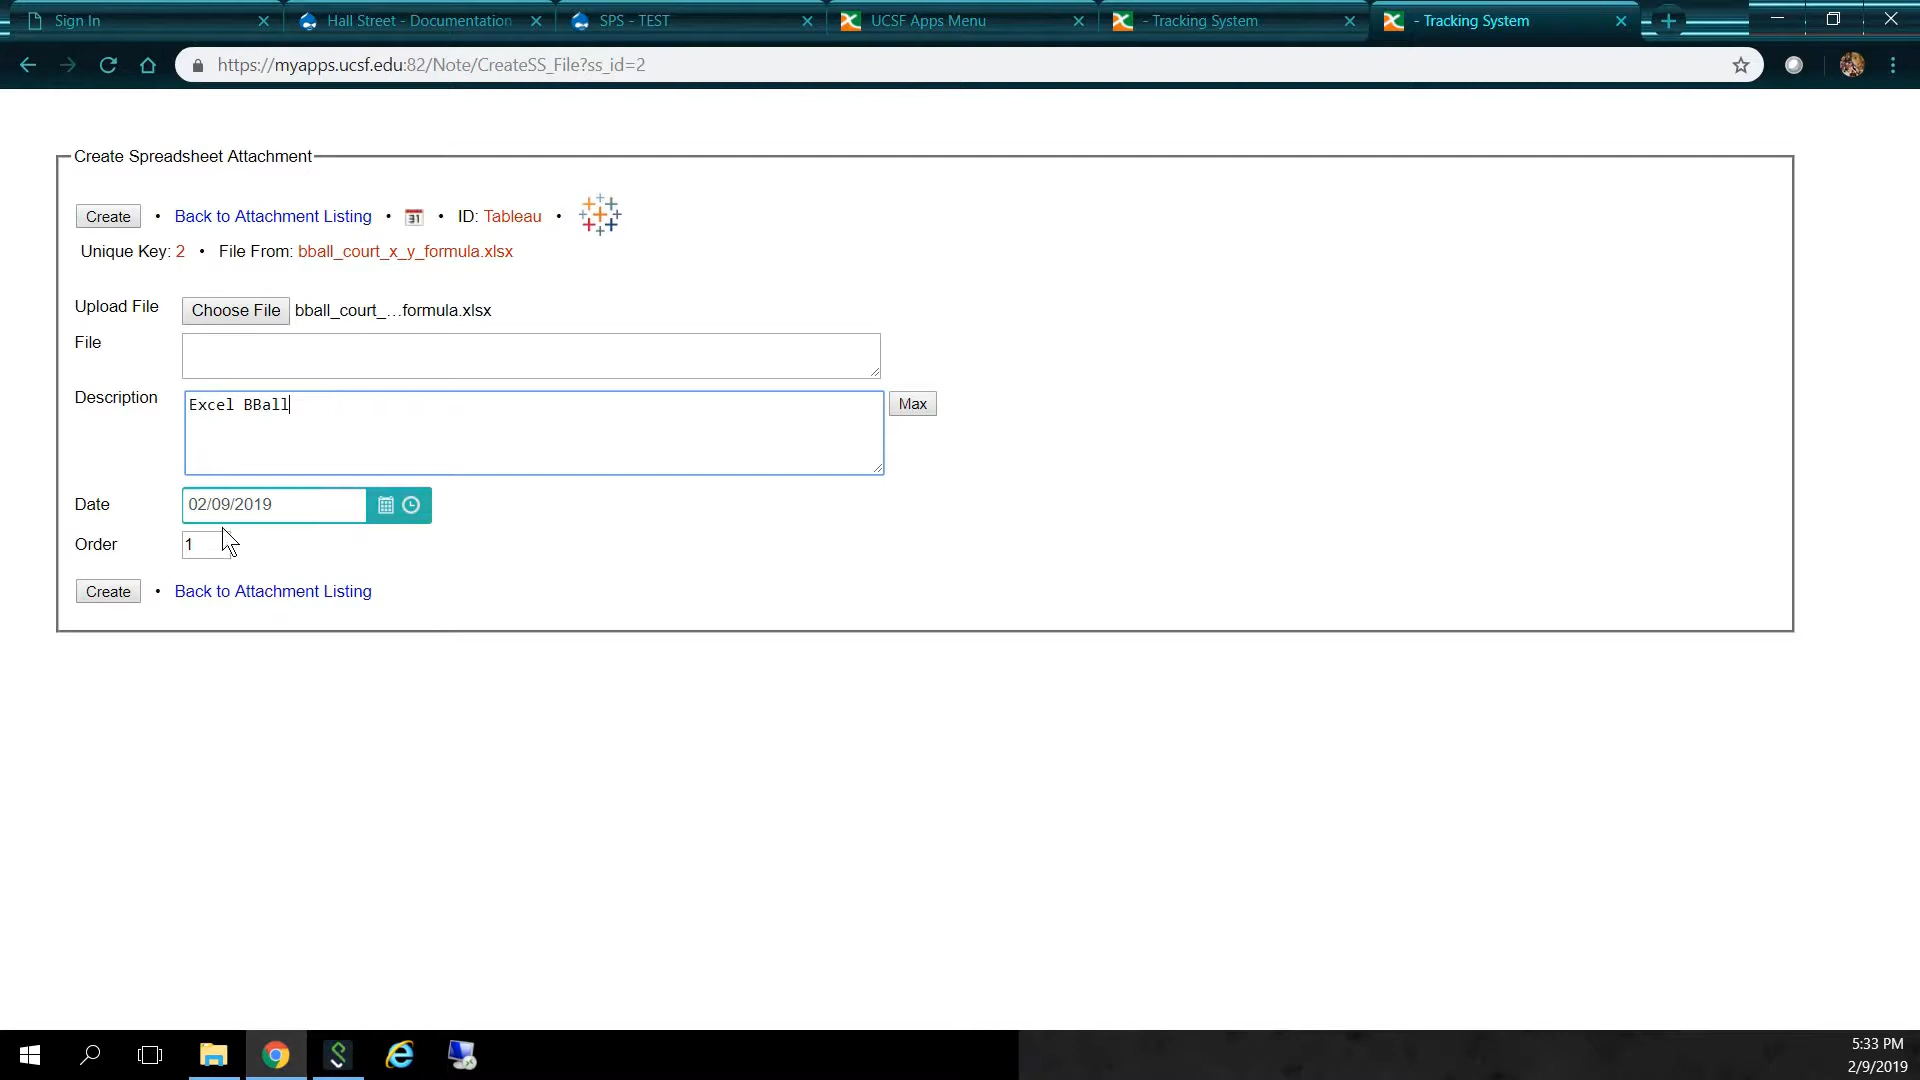 Sign In
Hall Street - Documentation
SPS - TEST
UCSF Apps Menu
- Tracking System
- Tracking System
https://myapps.ucsf.edu:82/Note/CreateSS_File?ss_id=2
Create Spreadsheet Attachment
Create • Back to Attachment Listing • 31 • ID: Tableau •
Unique Key: 2 • File From: bball_court_x_y_formula.xlsx
Upload File Choose File bball_court_...formula.xlsx
File
Description Excel BBall Max
Date 02/09/2019
Order 1
Create • Back to Attachment Listing
5:33 PM
2/9/2019